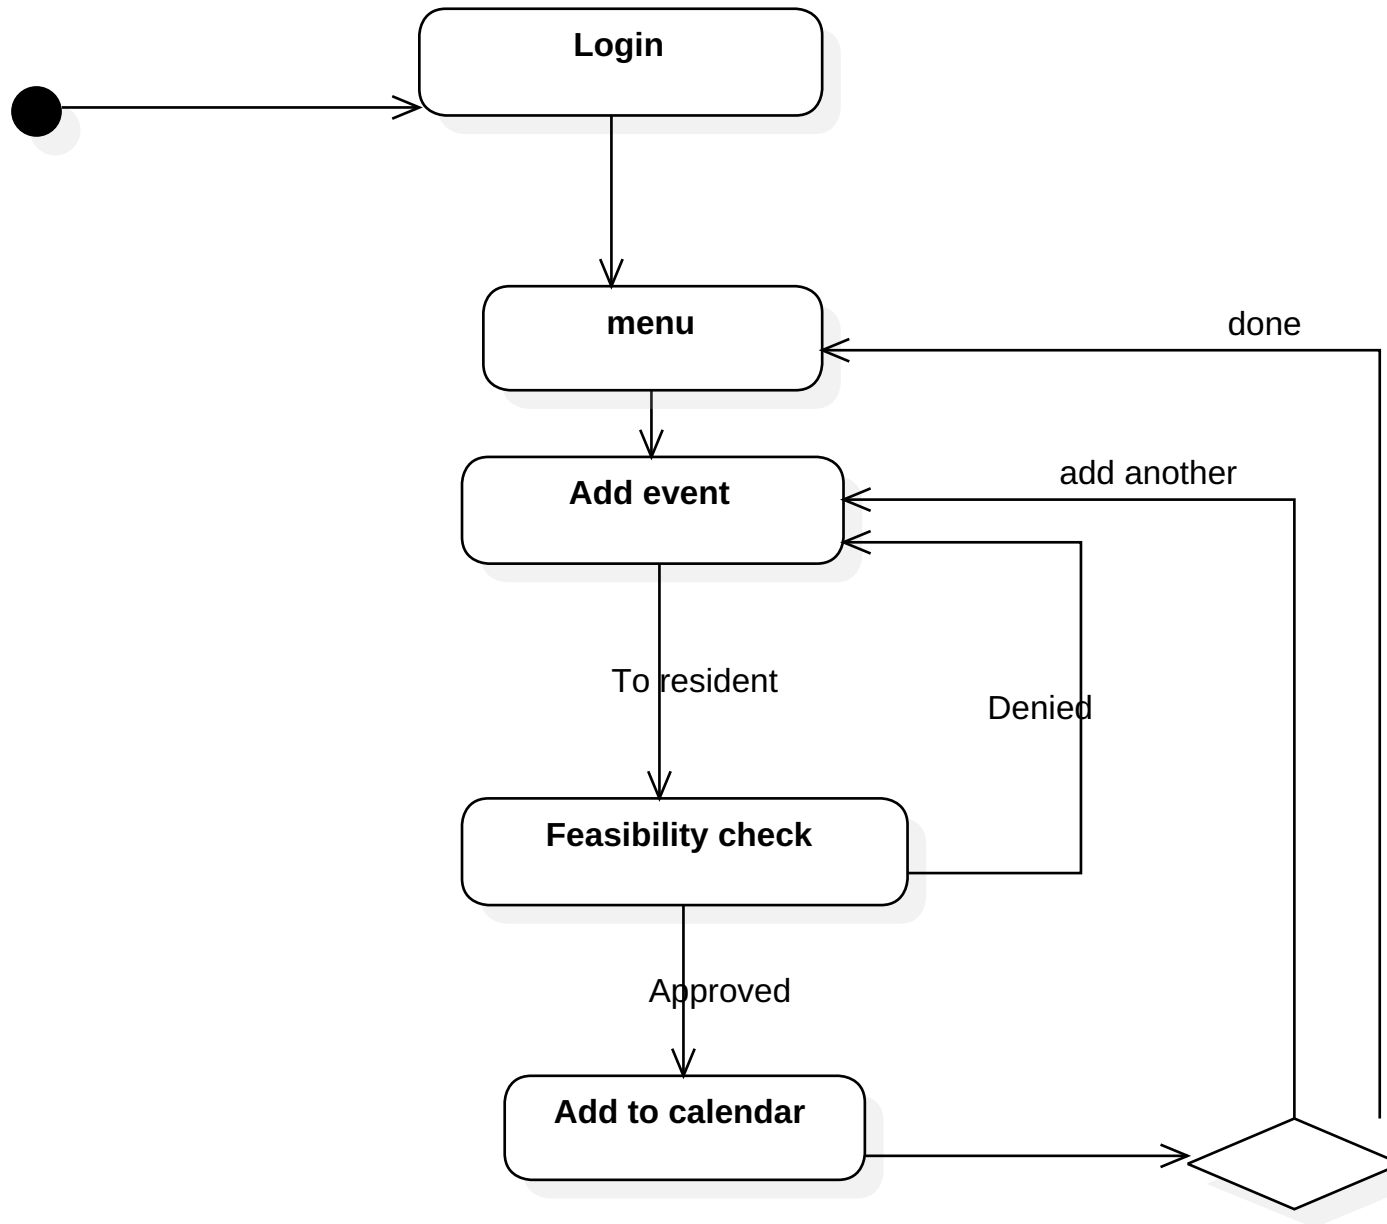 Login
menu
done
add another
Add event
To resident
Denied
Feasibility check
Approved
Add to calendar